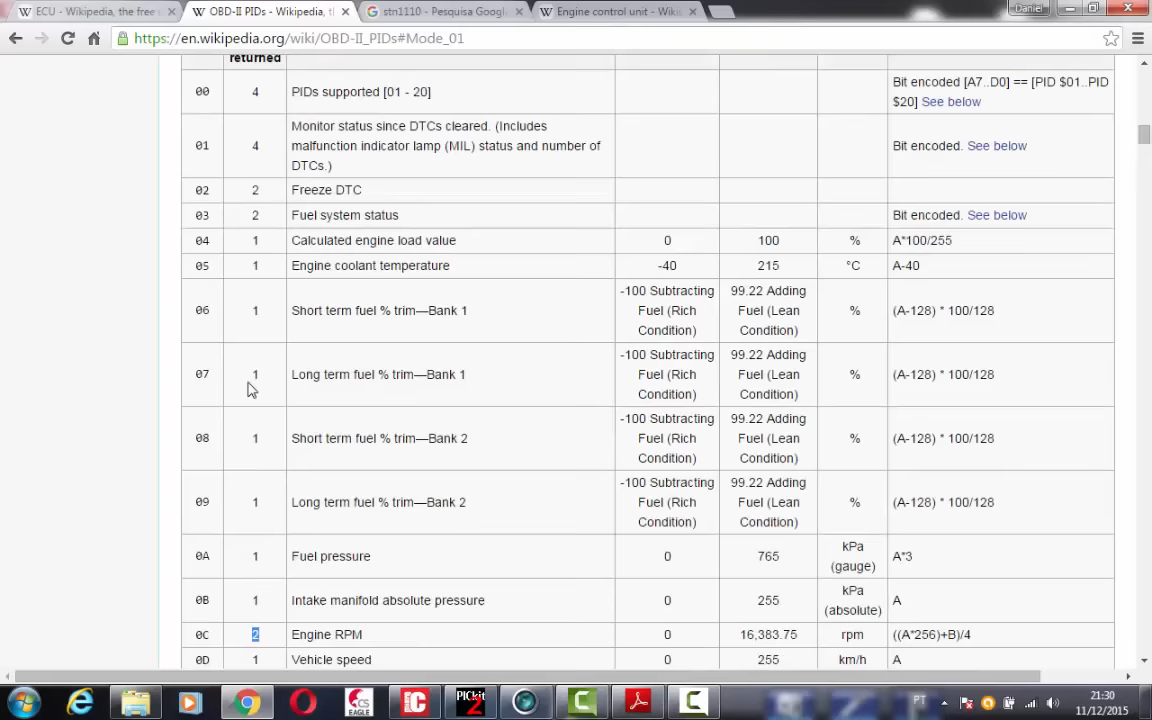 ECU - Wikipedia, the free
OBD-II PIDs - Wikipedia, t
stn1110 - Pesquisa Googl
Engine control unit - Wiki
Daniel
https://en.wikipedia.org/wiki/OBD-II_PIDs#Mode_01
returned
00 4 PIDs supported [01 - 20] Bit encoded [A7..D0] == [PID $01..PID
$20] See below
01 4 Monitor status since DTCs cleared. (Includes
malfunction indicator lamp (MIL) status and number of
DTCs.) Bit encoded. See below
02 2 Freeze DTC
03 2 Fuel system status Bit encoded. See below
04 1 Calculated engine load value 0 100 % A*100/255
05 1 Engine coolant temperature -40 215 °C A-40
06 1 Short term fuel % trim—Bank 1 -100 Subtracting
Fuel (Rich
Condition) 99.22 Adding
Fuel (Lean
Condition) % (A-128) * 100/128
07 1 Long term fuel % trim—Bank 1 -100 Subtracting
Fuel (Rich
Condition) 99.22 Adding
Fuel (Lean
Condition) % (A-128) * 100/128
08 1 Short term fuel % trim—Bank 2 -100 Subtracting
Fuel (Rich
Condition) 99.22 Adding
Fuel (Lean
Condition) % (A-128) * 100/128
09 1 Long term fuel % trim—Bank 2 -100 Subtracting
Fuel (Rich
Condition) 99.22 Adding
Fuel (Lean
Condition) % (A-128) * 100/128
0A 1 Fuel pressure 0 765 kPa
(gauge) A*3
0B 1 Intake manifold absolute pressure 0 255 kPa
(absolute) A
0C 2 Engine RPM 0 16,383.75 rpm ((A*256)+B)/4
0D 1 Vehicle speed 0 255 km/h A
CS
EAGLE
PICkit
2
PT
21:30
11/12/2015